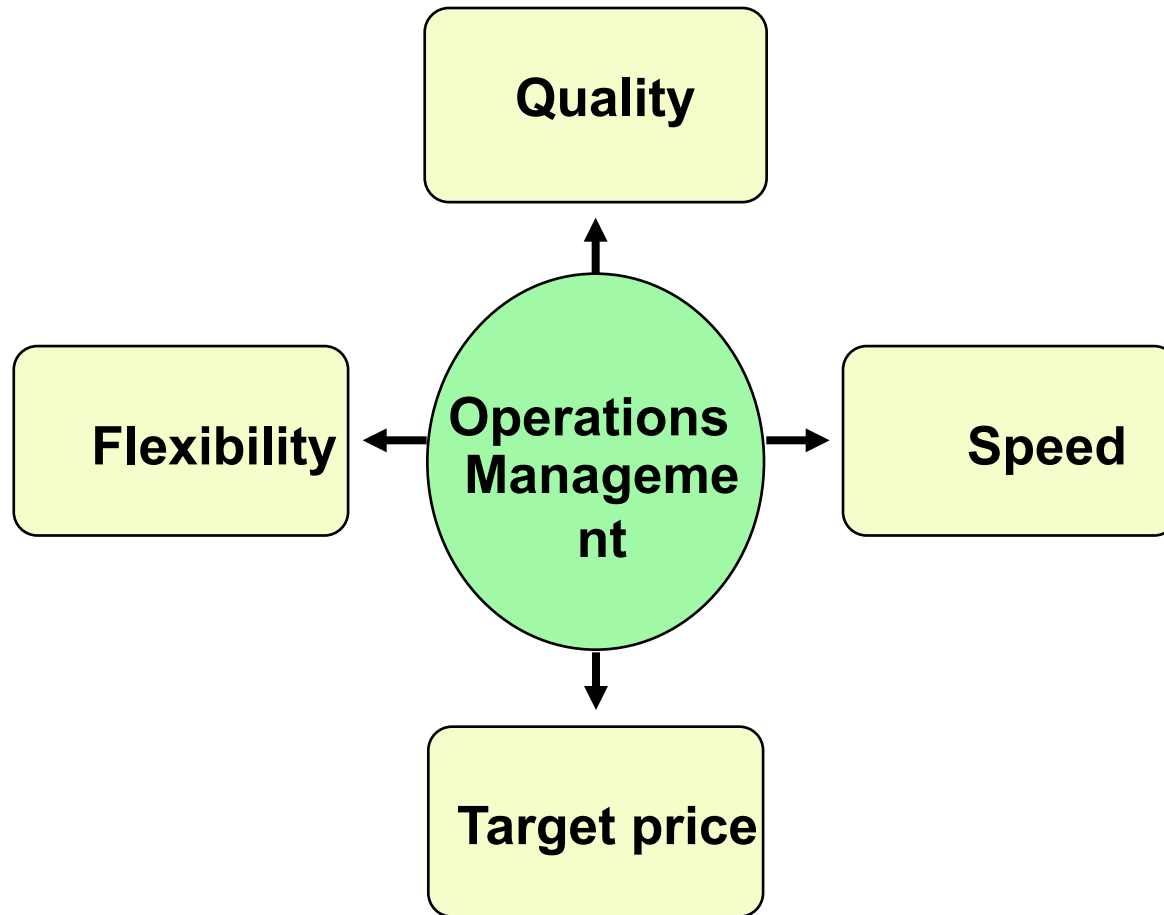 Quality
Flexibility
Operations
Manageme
nt
Speed
Target price